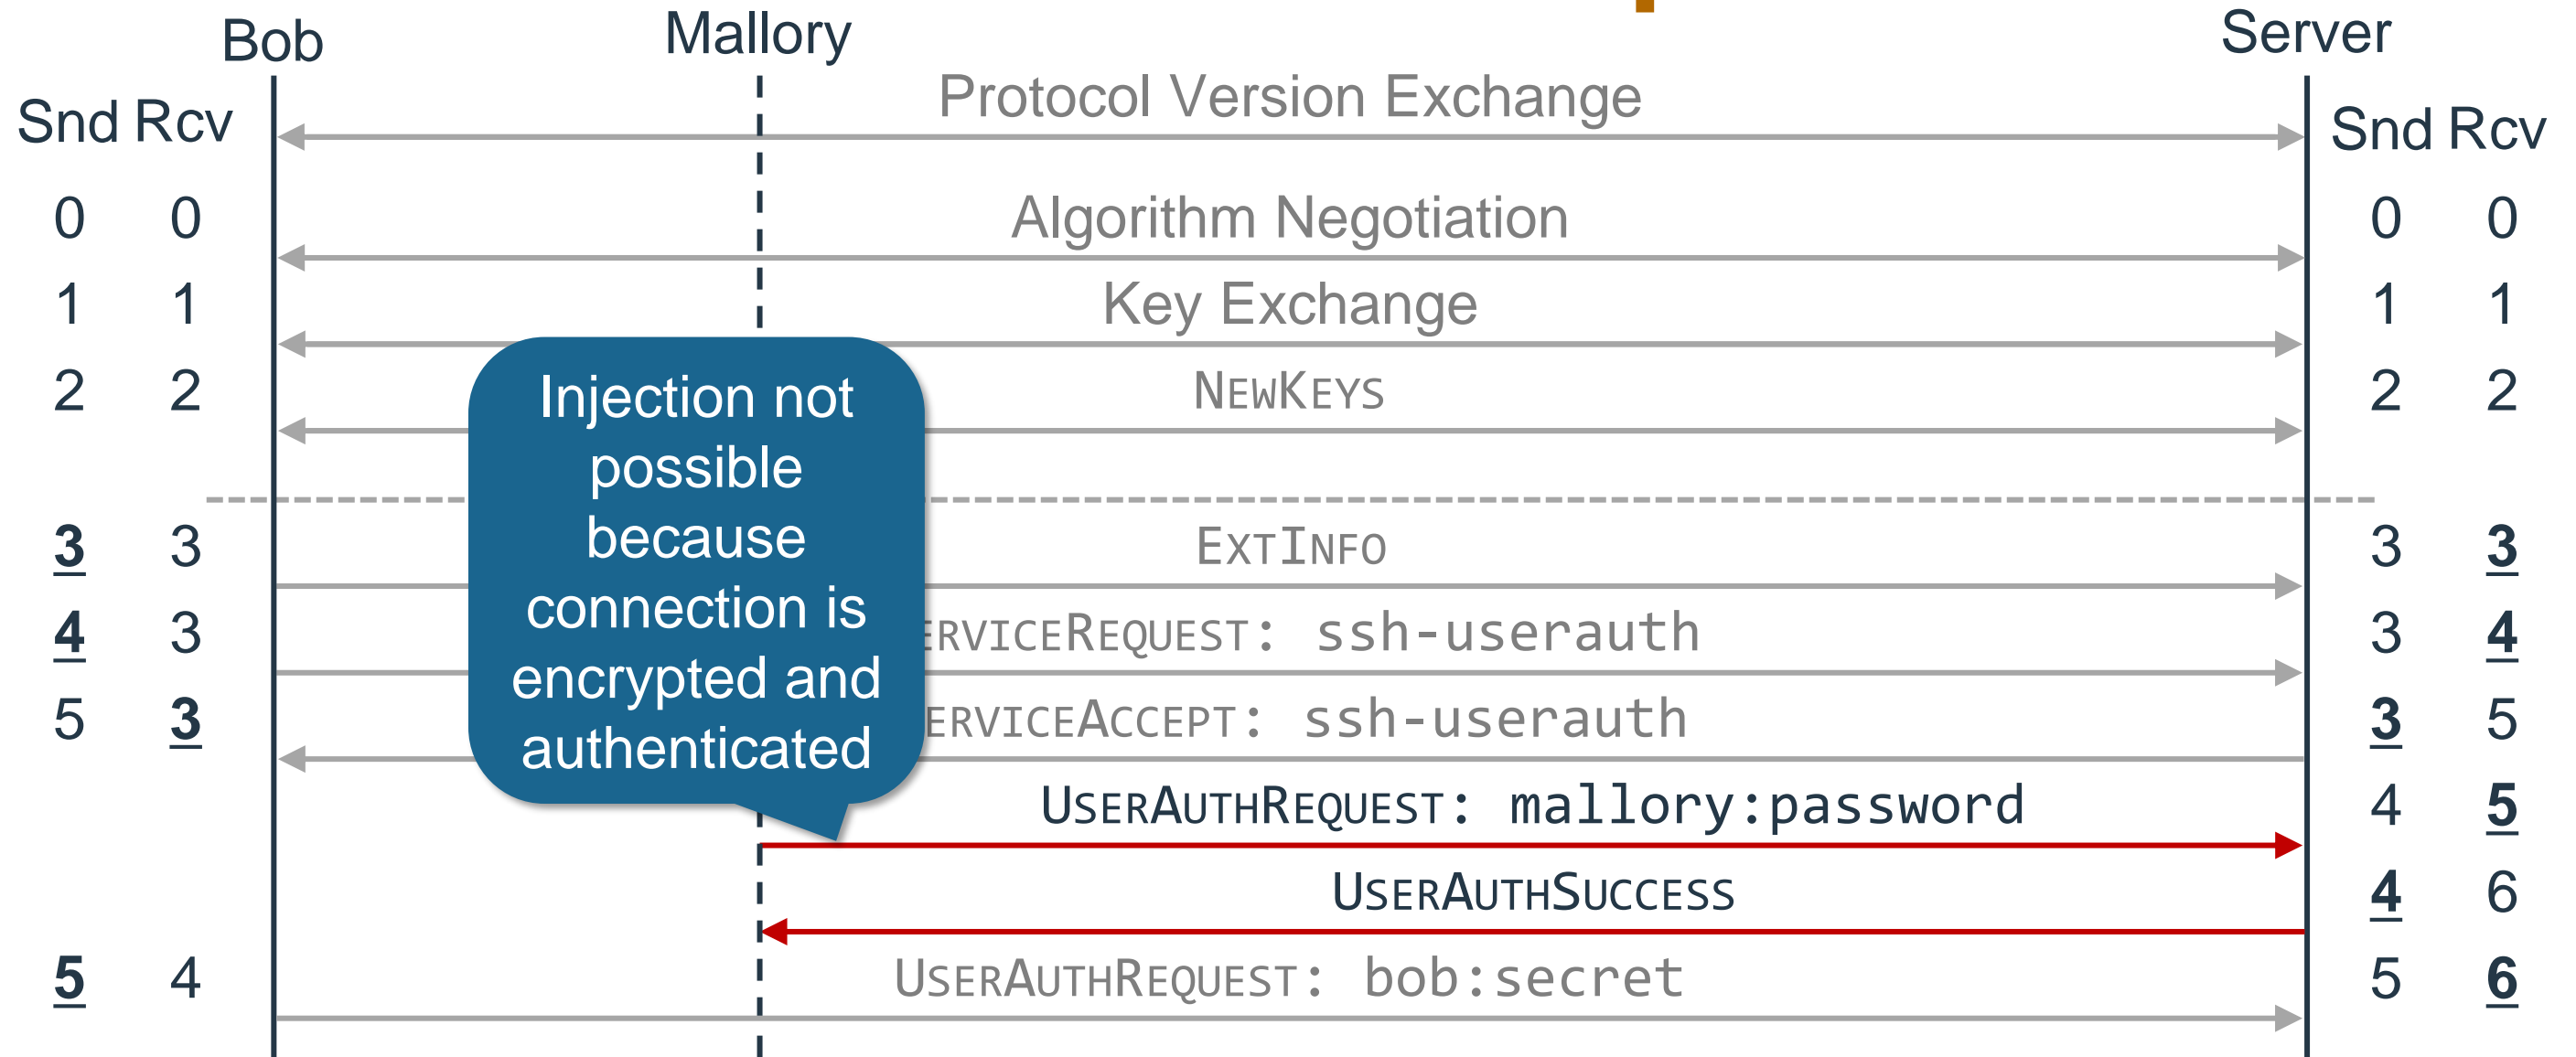 Bob Mallory Server
Protocol Version Exchange
Snd Rcv Snd Rcv
Algorithm Negotiation
0 0 0 0
Key Exchange
1 1 1 1
NEWKEYS
2 2 2 2
Injection not
possible
because
connection is
encrypted and
authenticated
EXTINFO
3 3 3 3
ERVICEREQUEST: ssh-userauth
4 3 3 4
ERVICEACCEPT: ssh-userauth
5 3 3 5
USERAUTHREQUEST: mallory:password
4 5
USERAUTHSUCCESS
4 6
USERAUTHREQUEST: bob:secret
5 4 5 6